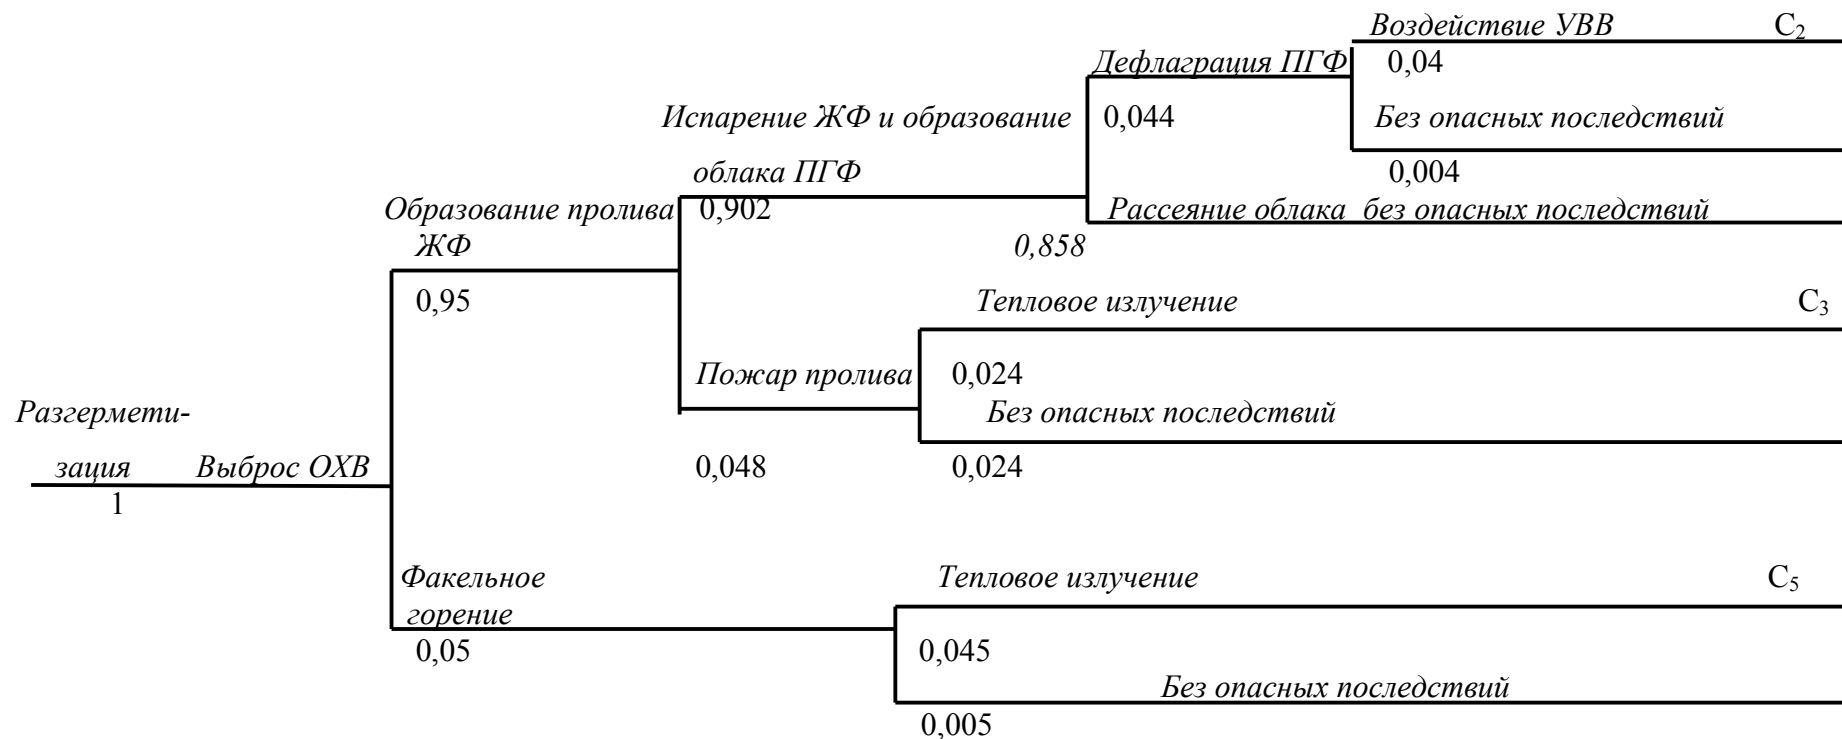 Воздействие УВВ C₂
Дефлаграция ПГФ 0,04
Испарение ЖФ и образование 0,044 Без опасных последствий
облака ПГФ 0,004
Образование пролива 0,902 Рассеяние облака без опасных последствий
ЖФ 0,858
0,95 Тепловое излучение C₃
Пожар пролива 0,024
Разгермети- Без опасных последствий
зация Выброс ОХВ 0,048 0,024
1
Факельное Тепловое излучение C₅
горение
0,05 0,045
Без опасных последствий
0,005